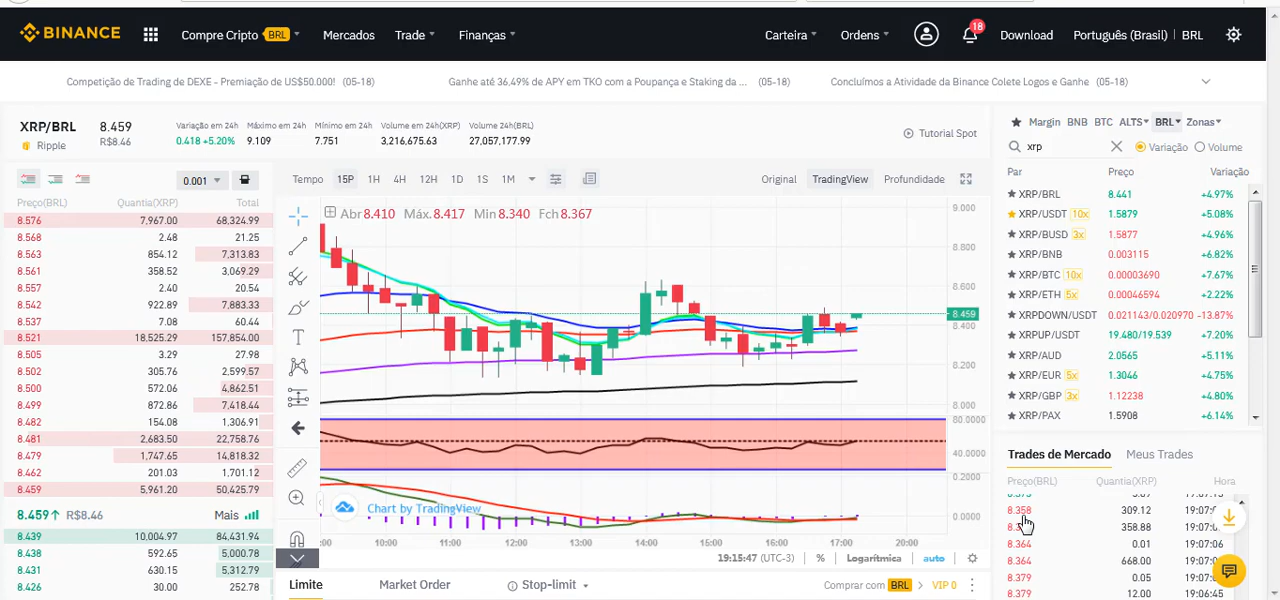 BINANCE Compre Cripto BRL Mercados Trade Finanças Carteira Ordens 18 Download Português (Brasil) BRL
Competição de Trading de DEXE - Premiação de US$50.000! (05-18) Ganhe até 36.49% de APY em TKO com a Poupança e Staking da ... (05-18) Concluímos a Atividade da Binance Colete Logos e Ganhe (05-18)
XRP/BRL 8.459 Variação em 24h Máximo em 24h Mínimo em 24h Volume em 24h(XRP) Volume 24h(BRL)
Ripple R$8.46 0.418 +5.20% 9.109 7.751 3,216,675.63 27,057,177.99
Tutorial Spot
0.001
Preço(BRL) Quantia(XRP) Total
8.576 7,967.00 68,324.99
8.568 2.48 21.25
8.563 854.12 7,313.83
8.561 358.52 3,069.29
8.557 2.40 20.54
8.542 922.89 7,883.33
8.537 7.08 60.44
8.521 18,525.29 157,854.00
8.505 3.29 27.98
8.502 305.76 2,599.57
8.500 572.06 4,862.51
8.499 872.86 7,418.44
8.482 154.08 1,306.91
8.481 2,683.50 22,758.76
8.479 1,747.65 14,818.32
8.462 201.03 1,701.12
8.459 5,961.20 50,425.79
8.459↑ R$8.46 Mais
8.439 10,004.97 84,431.94
8.438 592.65 5,000.78
8.431 630.15 5,312.79
8.426 30.00 252.78
Tempo 15P 1H 4H 12H 1D 1S 1M Original TradingView Profundidade
Abr 8.410 Máx. 8.417 Min 8.340 Fch 8.367
9.000
8.800
8.600
8.459
8.400
8.200
8.000
80.0000
40.0000
0.2000
0.0000
Chart by TradingView
:00 10:00 11:00 12:00 13:00 14:00 15:00 16:00 17:00 20:00
19:15:47 (UTC-3) % Logarítmica auto
Limite Market Order Stop-limit Comprar com BRL VIP 0
Margin BNB BTC ALTS BRL Zonas
xrp Variação Volume
Par Preço Variação
XRP/BRL 8.441 +4.97%
XRP/USDT 10x 1.5879 +5.08%
XRP/BUSD 3x 1.5877 +4.96%
XRP/BNB 0.003115 +6.82%
XRP/BTC 10x 0.00003690 +7.67%
XRP/ETH 5x 0.00046594 +2.22%
XRPDOWN/USDT 0.021143/0.020970 -13.87%
XRPUP/USDT 19.480/19.539 +7.20%
XRP/AUD 2.0565 +5.11%
XRP/EUR 5x 1.3046 +4.75%
XRP/GBP 3x 1.12238 +4.80%
XRP/PAX 1.5908 +6.14%
Trades de Mercado Meus Trades
Preço(BRL) Quantia(XRP) Hora
8.358 309.12 19:07:
358.88 19:07:
8.364 0.01 19:07:06
8.364 668.00 19:07:06
8.379 0.05 19:07:
8.379 12.00 19:06:45